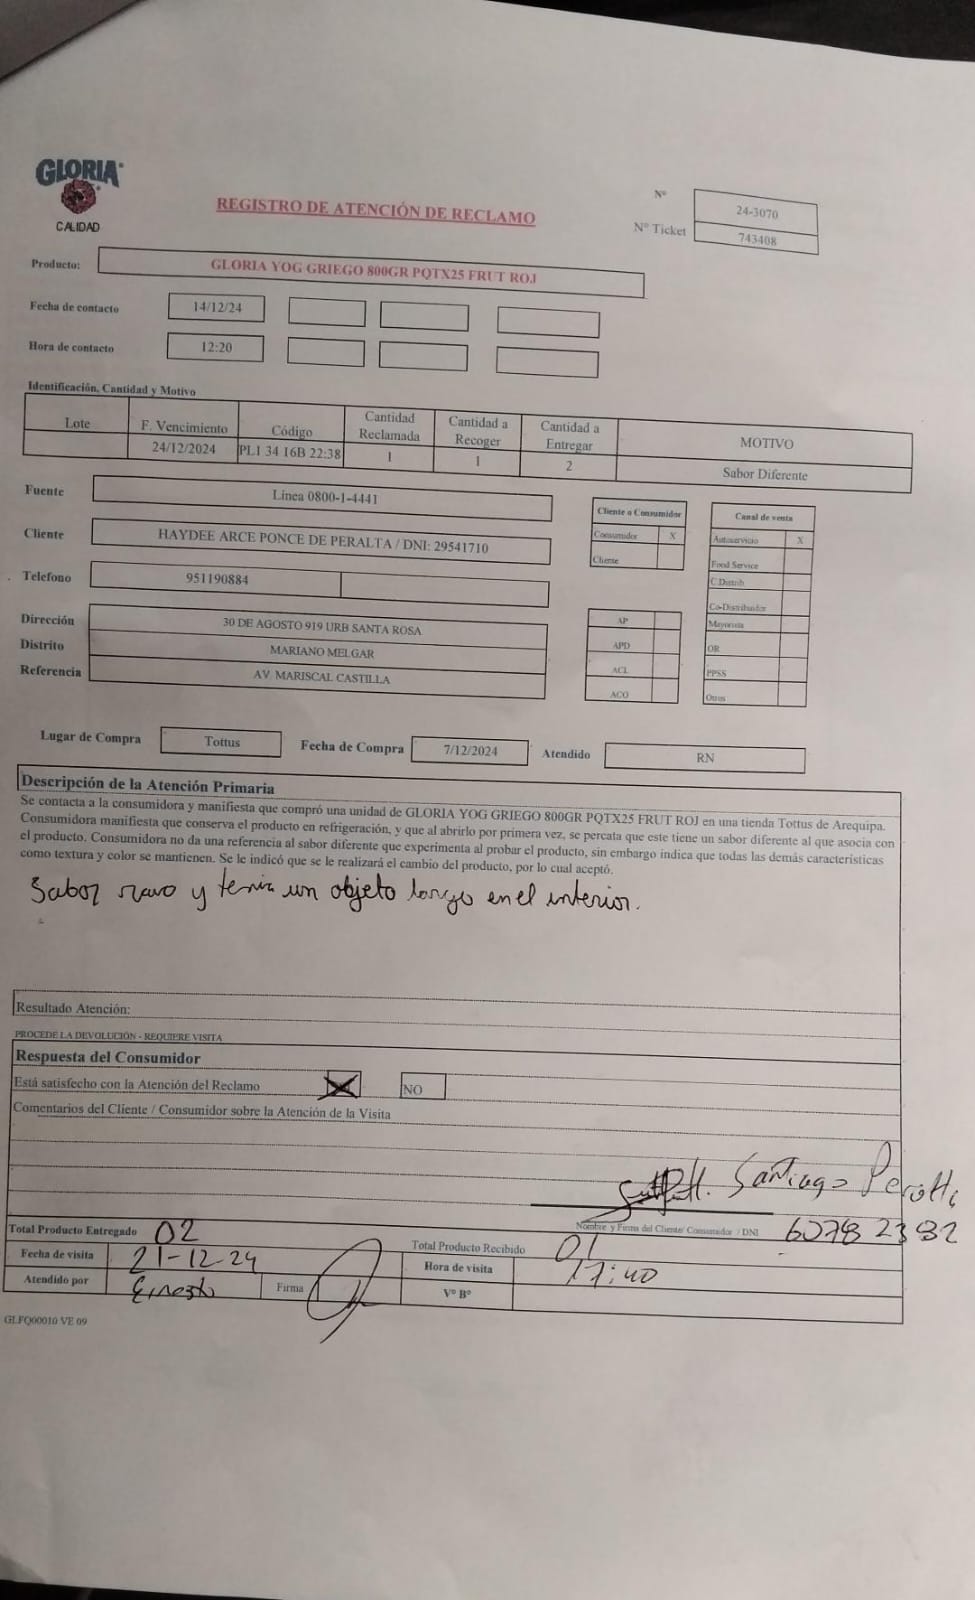 GLORIA
CALIDAD
REGISTRO DE ATENCIÓN DE RECLAMO
Nº 24-3070
Nº Ticket 743408
Producto: GLORIA YOG GRIEGO 800GR PQTX25 FRUT ROJ
Fecha de contacto 14/12/24
Hora de contacto 12:20
Identificación, Cantidad y Motivo
Lote F. Vencimiento Código Cantidad Reclamada Cantidad a Recoger Cantidad a Entregar MOTIVO
24/12/2024 PL1 34 16B 22:38 1 1 2 Sabor Diferente
Fuente Línea 0800-1-4441
Cliente HAYDEE ARCE PONCE DE PERALTA / DNI: 29541710
Telefono 951190884
Dirección 30 DE AGOSTO 919 URB SANTA ROSA
Distrito MARIANO MELGAR
Referencia AV. MARISCAL CASTILLA
Cliente o Consumidor
Consumidor X
Cliente
AP
APD
ACL
ACO
Canal de venta
Autoservicio X
Food Service
C.Distrib.
Co-Distribuidor
Mayorista
OR
PPSS
Otros
Lugar de Compra Tottus Fecha de Compra 7/12/2024 Atendido RN
Descripción de la Atención Primaria
Se contacta a la consumidora y manifiesta que compró una unidad de GLORIA YOG GRIEGO 800GR PQTX25 FRUT ROJ en una tienda Tottus de Arequipa.
Consumidora manifiesta que conserva el producto en refrigeración, y que al abrirlo por primera vez, se percata que este tiene un sabor diferente al que asocia con
el producto. Consumidora no da una referencia al sabor diferente que experimenta al probar el producto, sin embargo indica que todas las demás características
como textura y color se mantienen. Se le indicó que se le realizará el cambio del producto, por lo cual aceptó.
Sabor raro y tenia un objeto largo en el interior.
Resultado Atención:
PROCEDE LA DEVOLUCIÓN - REQUIERE VISITA
Respuesta del Consumidor
Está satisfecho con la Atención del Reclamo NO
Comentarios del Cliente / Consumidor sobre la Atención de la Visita
Santiago
Nombre y Firma del Cliente/ Consumidor / DNI 60782392
Total Producto Entregado 02 Total Producto Recibido 01
Fecha de visita 21-12-24 Hora de visita 17:40
Atendido por Ernesto Firma Vº Bº
GLFQ00010 VE 09